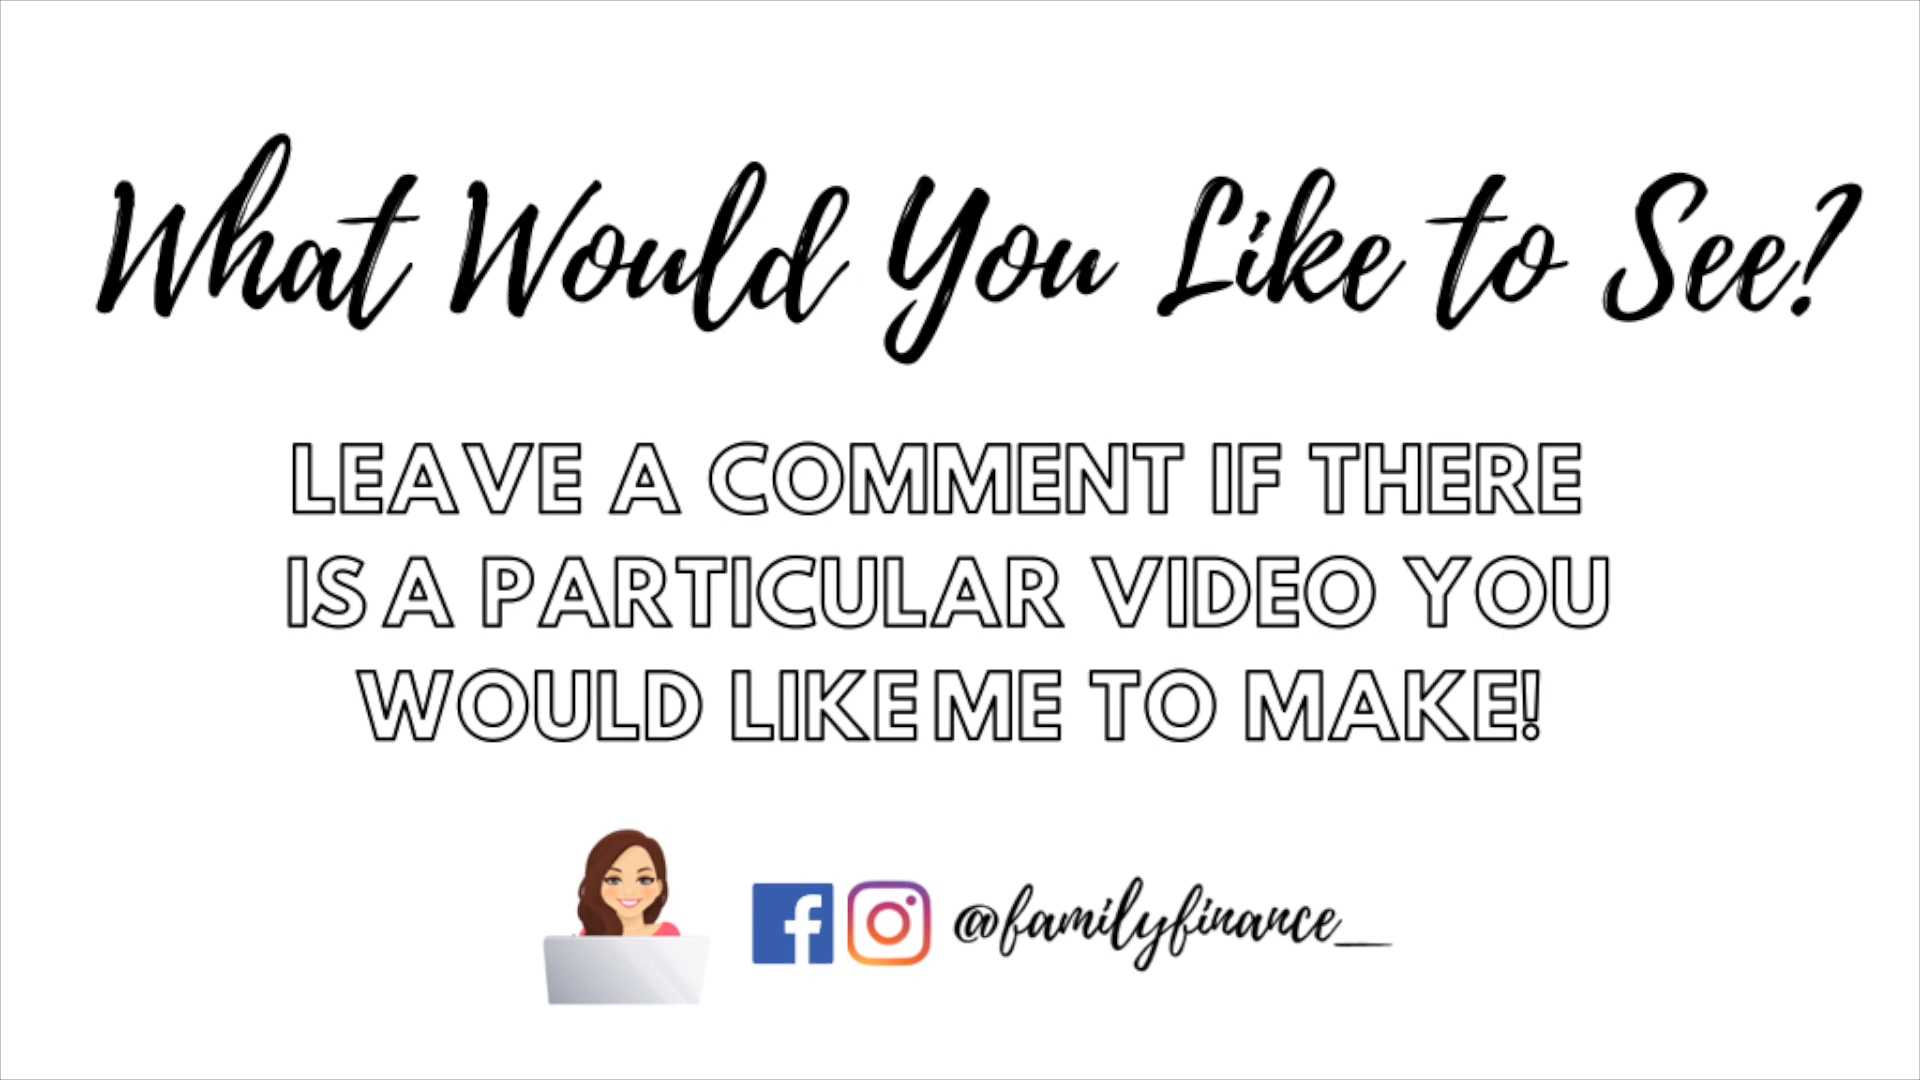 What Would You Like to See?
LEAVE A COMMENT IF THERE
IS A PARTICULAR VIDEO YOU
WOULD LIKE ME TO MAKE!
@familyfinance_